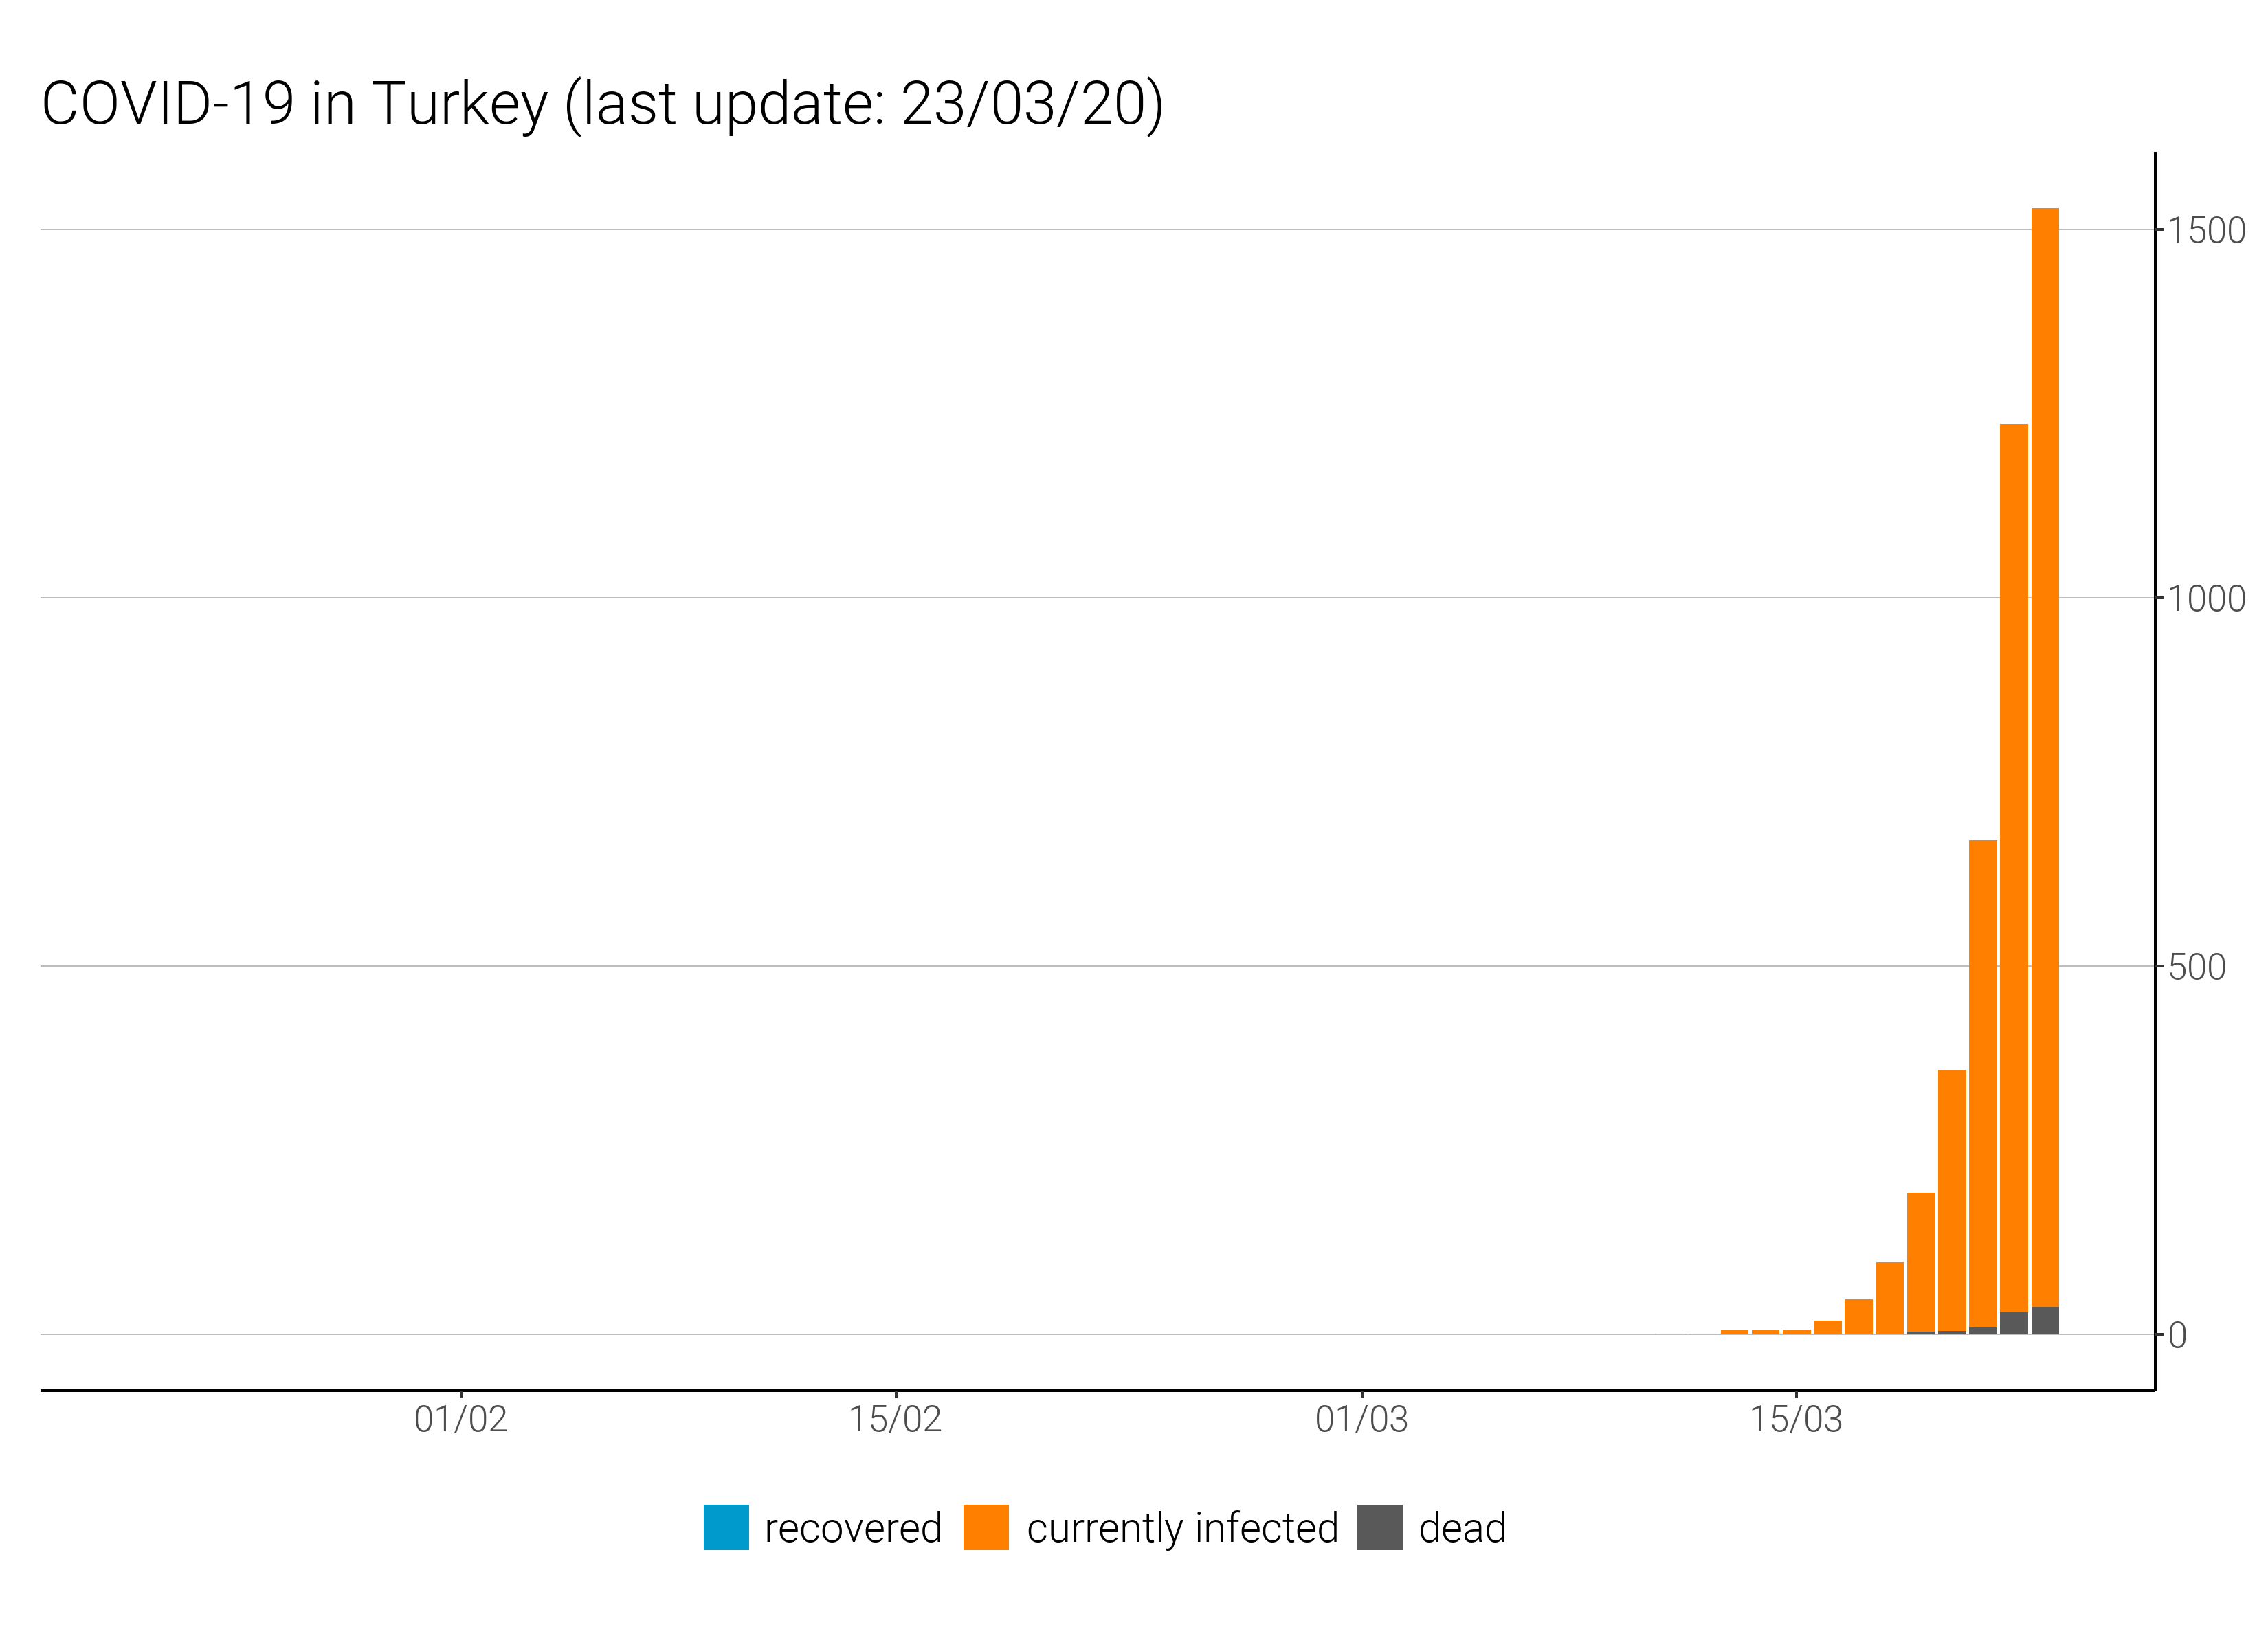 COVID-19 in Turkey (last update: 23/03/20)
1500
1000
500
0
01/02 15/02 01/03 15/03
recovered currently infected dead